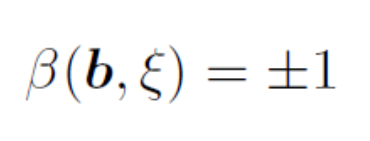 β(b, ξ) = ±1